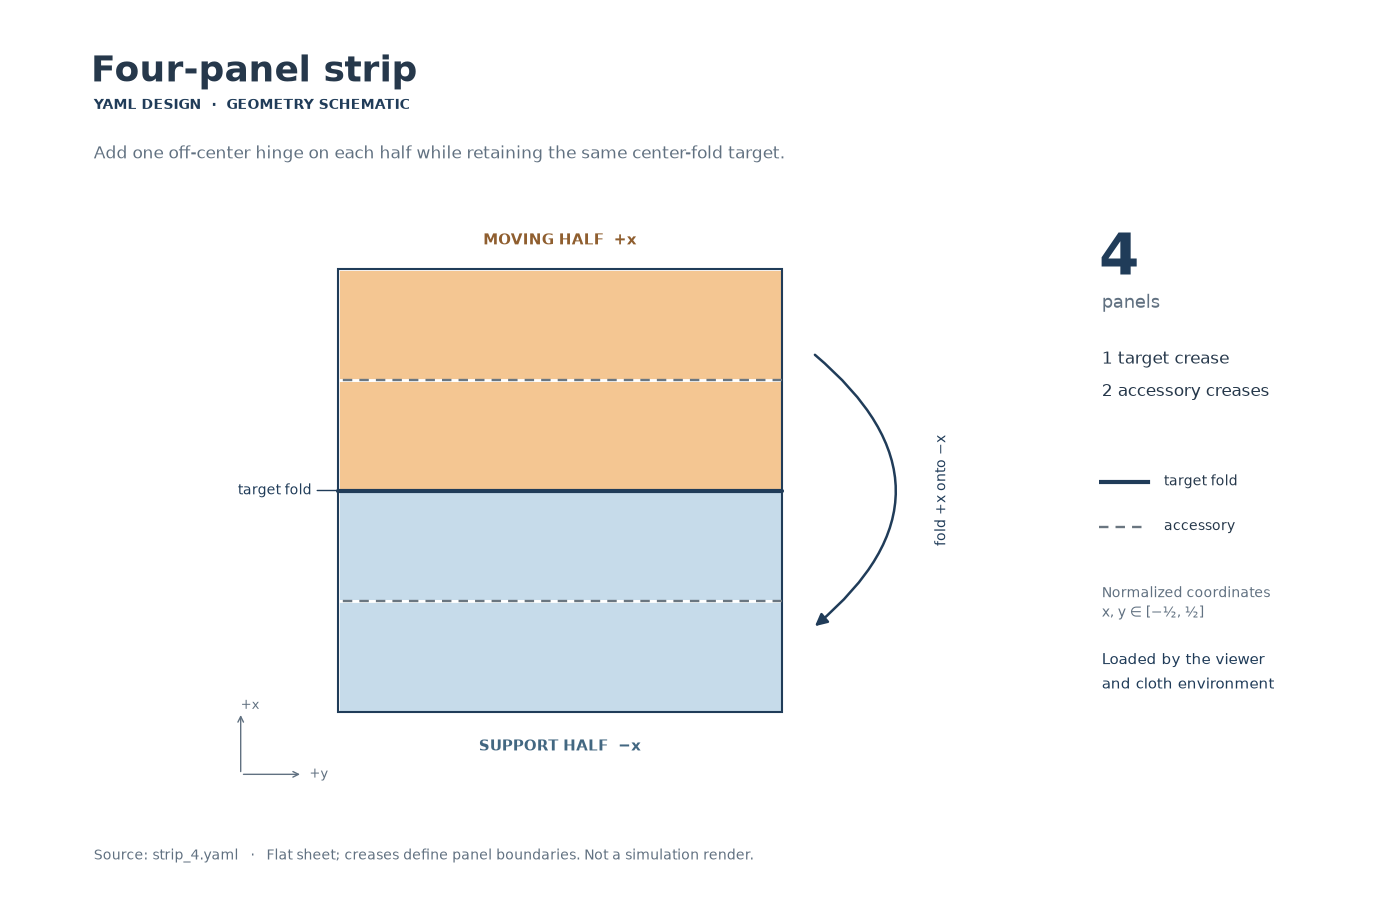 Four-panel strip
YAML DESIGN · GEOMETRY SCHEMATIC
Add one off-center hinge on each half while retaining the same center-fold target.
MOVING HALF +x
target fold
fold +x onto −x
SUPPORT HALF −x
+x
+y
4
panels
1 target crease
2 accessory creases
target fold
accessory
Normalized coordinates
x, y ∈ [−½, ½]
Loaded by the viewer
and cloth environment
Source: strip_4.yaml · Flat sheet; creases define panel boundaries. Not a simulation render.